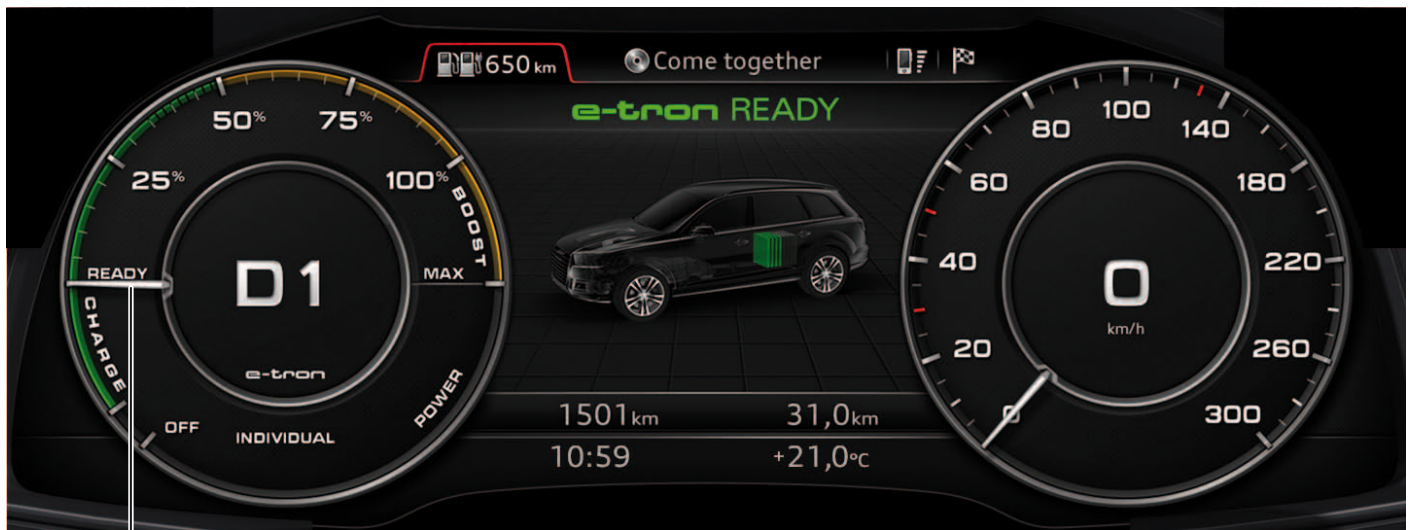 650 km
Come together
e-tron READY
50%
75%
25%
100%
BOOST
READY
MAX
D 1
CHARGE
e-tron
POWER
OFF
INDIVIDUAL
100
80
140
60
180
40
220
0
km/h
20
260
0
300
1501 km
31,0 km
10:59
+21,0 °C